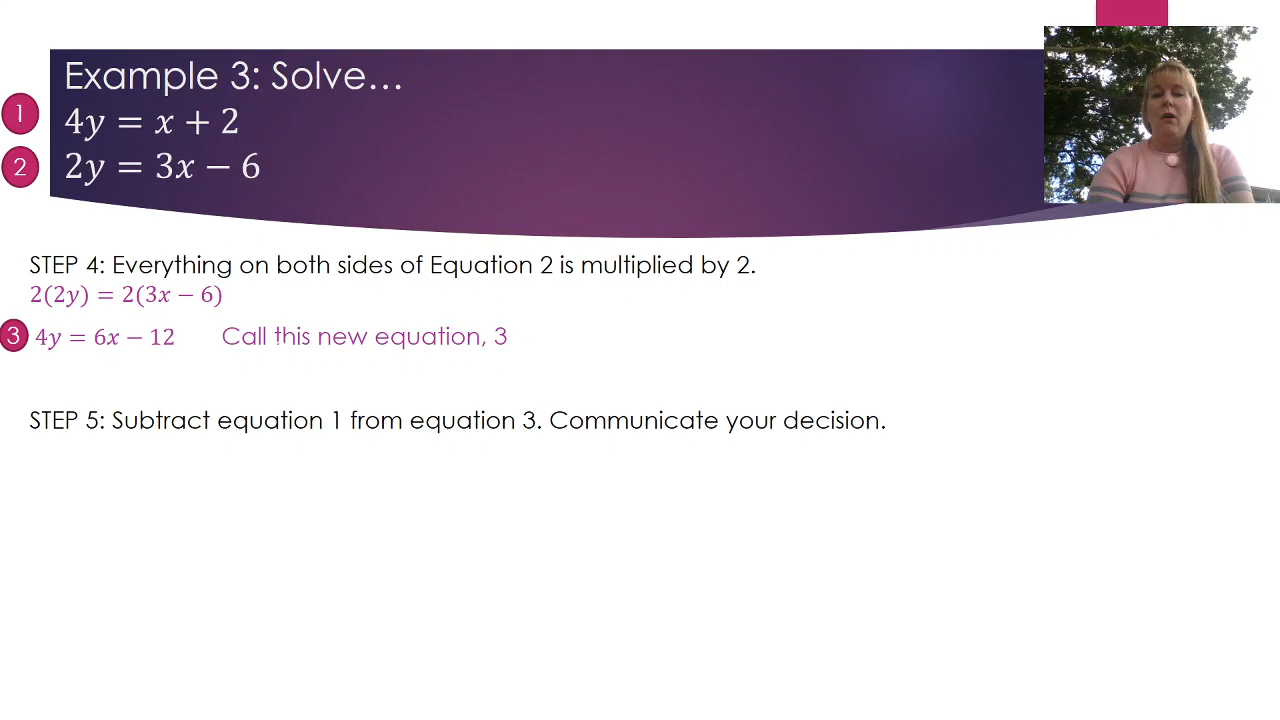 Example 3: Solve…
1 4𝑦 = 𝑥 + 2
2 2𝑦 = 3𝑥 − 6
STEP 4: Everything on both sides of Equation 2 is multiplied by 2.
2(2𝑦) = 2(3𝑥 − 6)
3 4𝑦 = 6𝑥 − 12 Call this new equation, 3
STEP 5: Subtract equation 1 from equation 3. Communicate your decision.